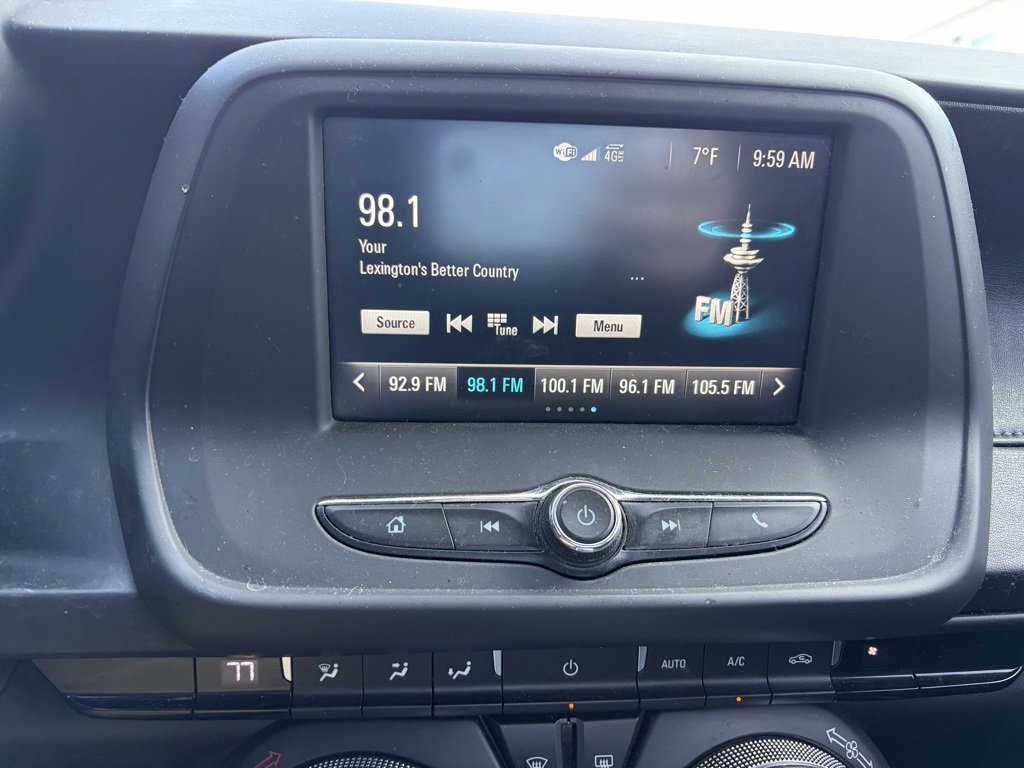 WiFi 4G LTE 7°F 9:59 AM
98.1
Your
Lexington's Better Country
...
FM
Source Tune Menu
92.9 FM 98.1 FM 100.1 FM 96.1 FM 105.5 FM
77 AUTO A/C